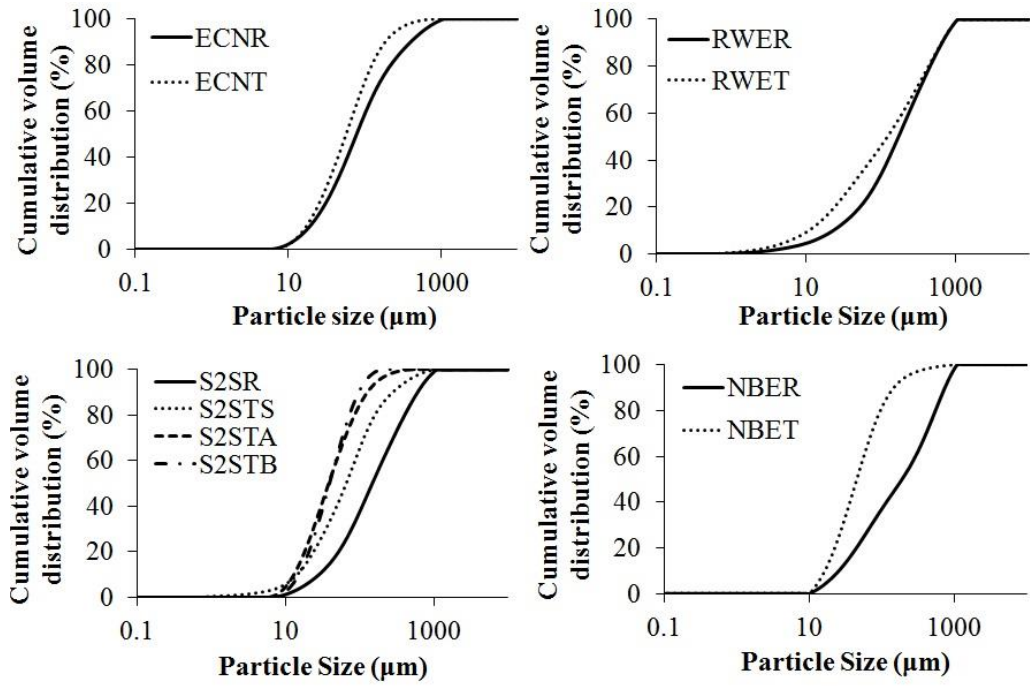 Cumulative volume
distribution (%)
100
80
60
40
20
0
ECNR
ECNT
0.1 10 1000
Particle size (µm)
Cumulative volume
distribution (%)
100
80
60
40
20
0
RWER
RWET
0.1 10 1000
Particle Size (µm)
Cumulative volume
distribution (%)
100
80
60
40
20
0
S2SR
S2STS
S2STA
S2STB
0.1 10 1000
Particle Size (µm)
Cumulative volume
distribution (%)
100
80
60
40
20
0
NBER
NBET
0.1 10 1000
Particle Size (µm)